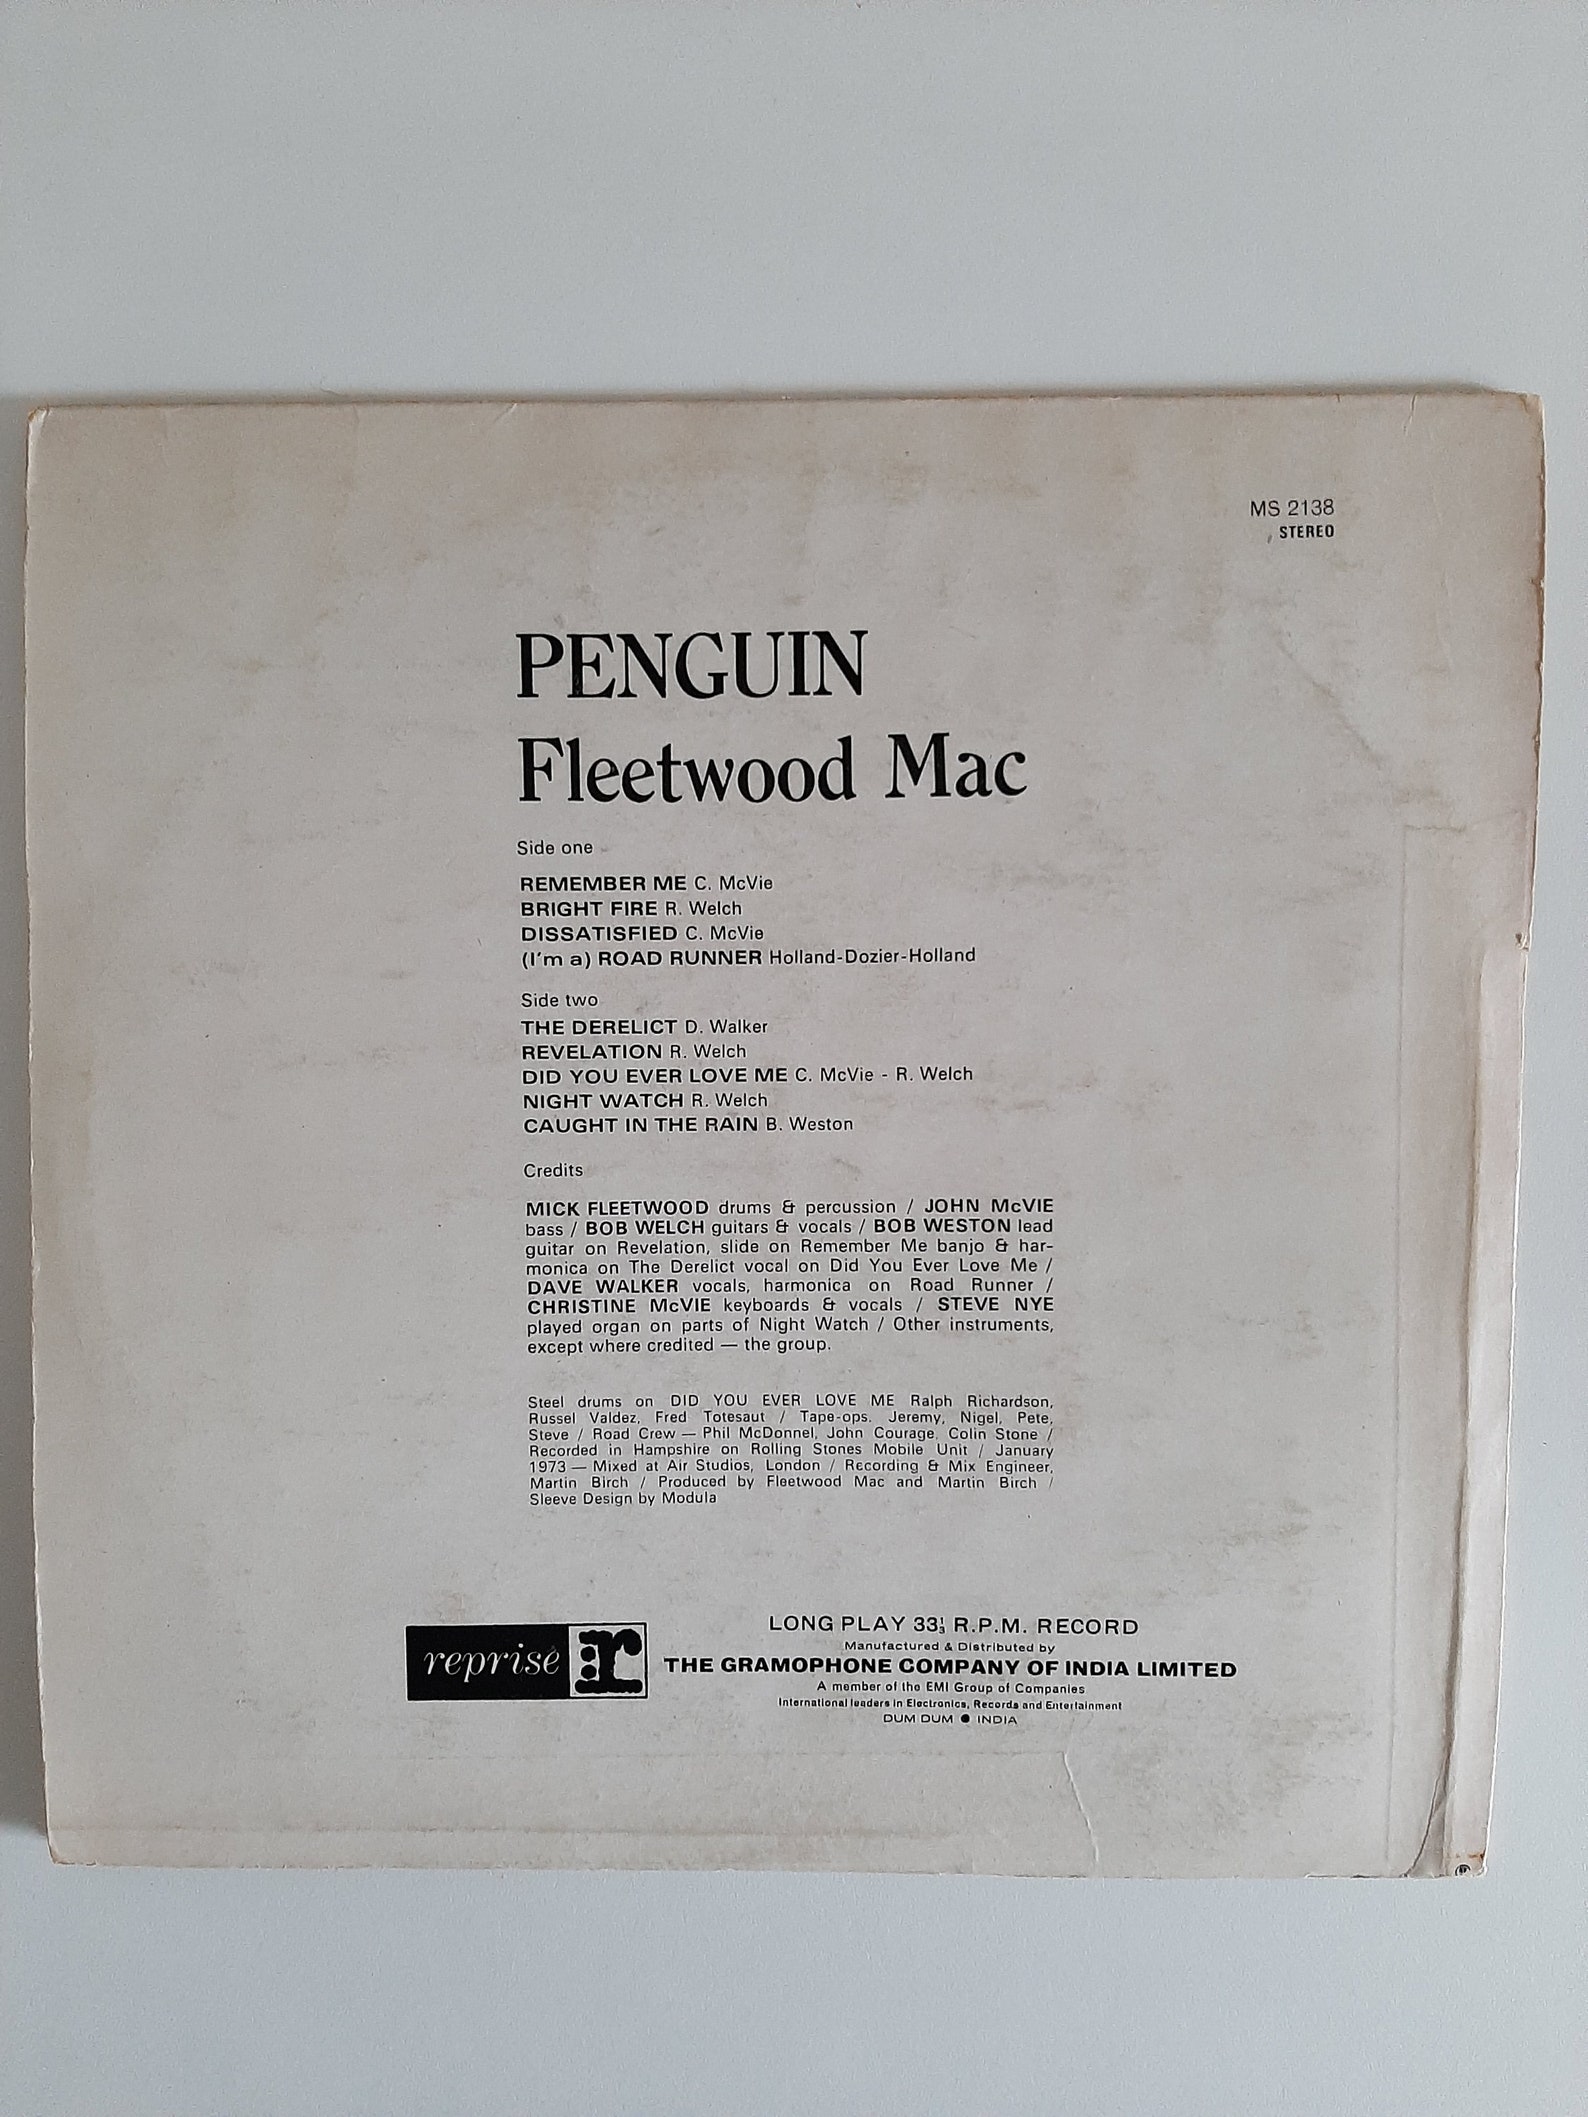 MS 2138
STEREO
PENGUIN
Fleetwood Mac
Side one
REMEMBER ME C. McVie
BRIGHT FIRE R. Welch
DISSATISFIED C. McVie
(I'm a) ROAD RUNNER Holland-Dozier-Holland
Side two
THE DERELICT D. Walker
REVELATION R. Welch
DID YOU EVER LOVE ME C. McVie - R. Welch
NIGHT WATCH R. Welch
CAUGHT IN THE RAIN B. Weston
Credits
MICK FLEETWOOD drums & percussion / JOHN McVIE
bass / BOB WELCH guitars & vocals / BOB WESTON lead
guitar on Revelation, slide on Remember Me banjo & har-
monica on The Derelict vocal on Did You Ever Love Me /
DAVE WALKER vocals, harmonica on Road Runner /
CHRISTINE McVIE keyboards & vocals / STEVE NYE
played organ on parts of Night Watch / Other instruments,
except where credited — the group.
Steel drums on DID YOU EVER LOVE ME Ralph Richardson,
Russel Valdez, Fred Totesaut / Tape-ops. Jeremy, Nigel, Pete,
Steve / Road Crew — Phil McDonnel, John Courage, Colin Stone /
Recorded in Hampshire on Rolling Stones Mobile Unit / January
1973 — Mixed at Air Studios, London / Recording & Mix Engineer,
Martin Birch / Produced by Fleetwood Mac and Martin Birch /
Sleeve Design by Modula
reprise r
LONG PLAY 33⅓ R.P.M. RECORD
Manufactured & Distributed by
THE GRAMOPHONE COMPANY OF INDIA LIMITED
A member of the EMI Group of Companies
International leaders in Electronics, Records and Entertainment
DUM DUM ● INDIA